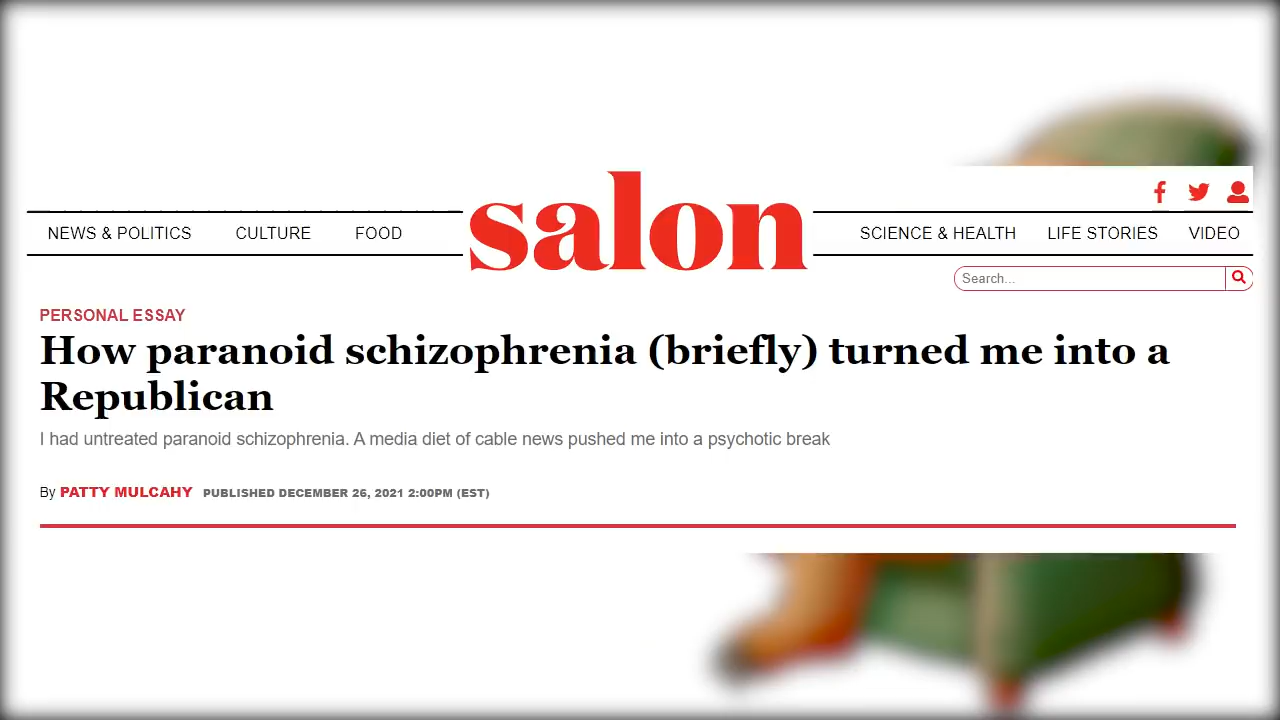 salon
NEWS & POLITICS CULTURE FOOD SCIENCE & HEALTH LIFE STORIES VIDEO
Search...
PERSONAL ESSAY
How paranoid schizophrenia (briefly) turned me into a
Republican
I had untreated paranoid schizophrenia. A media diet of cable news pushed me into a psychotic break
By PATTY MULCAHY PUBLISHED DECEMBER 26, 2021 2:00PM (EST)